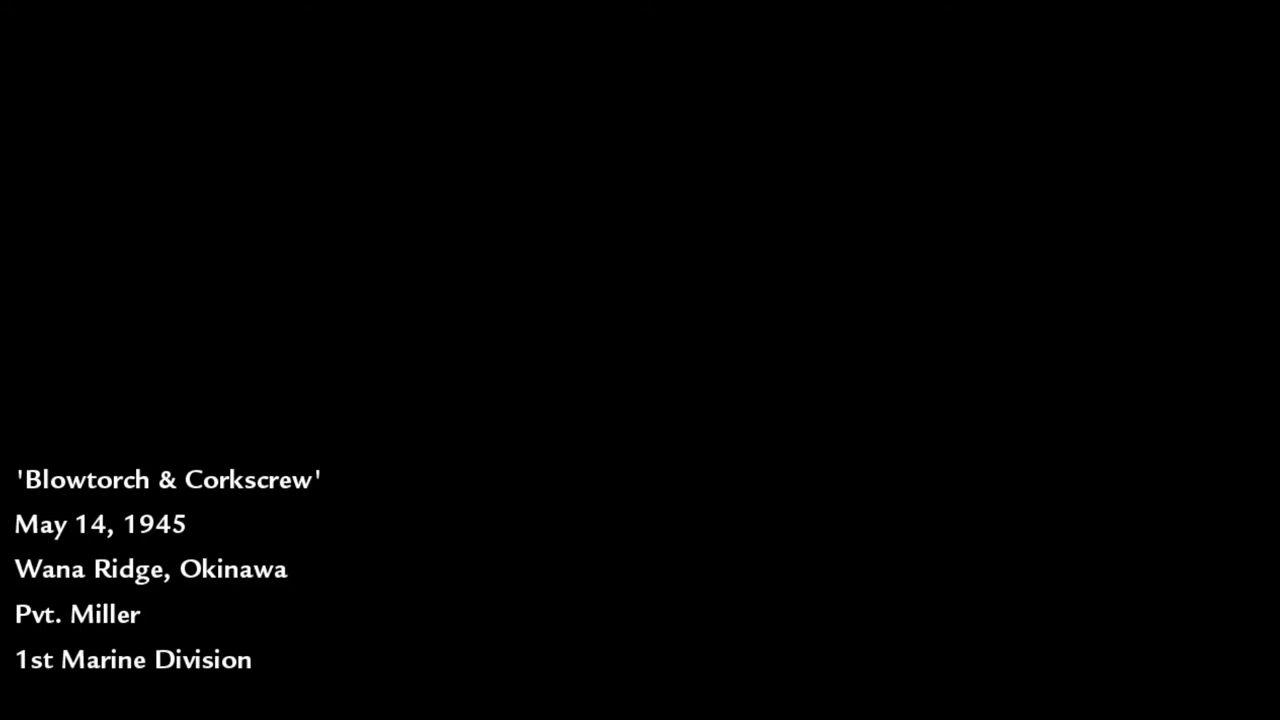 'Blowtorch & Corkscrew'
May 14, 1945
Wana Ridge, Okinawa
Pvt. Miller
1st Marine Division